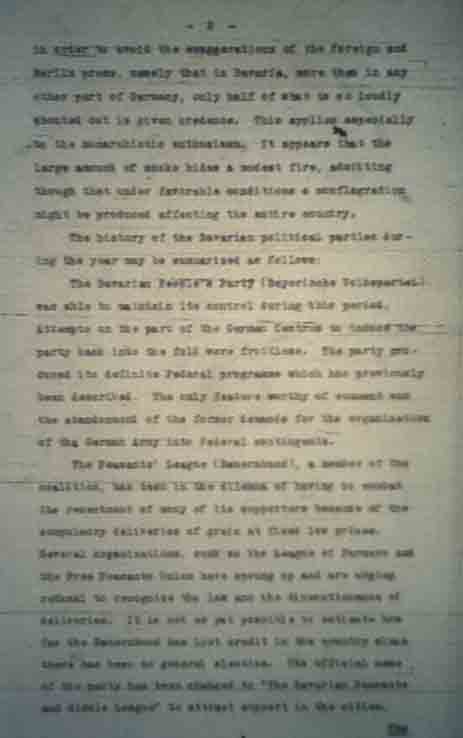 - 2 -
in order to avoid the exaggerations of the foreign and
Berlin press, namely that in Bavaria, more than in any
other part of Germany, only half of what is so loudly
shouted out is given credence. This applies especially
to the monarchistic enthusiasm. It appears that the
large amount of smoke hides a modest fire, admitting
though that under favorable conditions a conflagration
might be produced affecting the entire country.
The history of the Bavarian political parties dur-
ing the year may be summarized as follows:
The Bavarian People's Party (Bayerische Volkspartei)
was able to maintain its control during this period.
Attempts on the part of the German Centrum to induce the
party back into the fold were fruitless. The party pro-
duced its definite Federal programme which has previously
been described. The only feature worthy of comment was
the abandonment of the former demands for the organization
of the German Army into Federal contingents.
The Peasants' League (Bauernbund), a member of the
coalition, has been in the dilemma of having to combat
the resentment of many of its supporters because of the
compulsory deliveries of grain at fixed low prices.
Several organizations, such as the League of Farmers and
the Free Peasants Union have sprung up and are urging
refusal to recognize the law and the discontinuance of
deliveries. It is not as yet possible to estimate how
far the Bauernbund has lost credit in the country since
there has been no general election. The official name
of the party has been changed to "The Bavarian Peasants
and Middle League" to attract support in the cities.
The